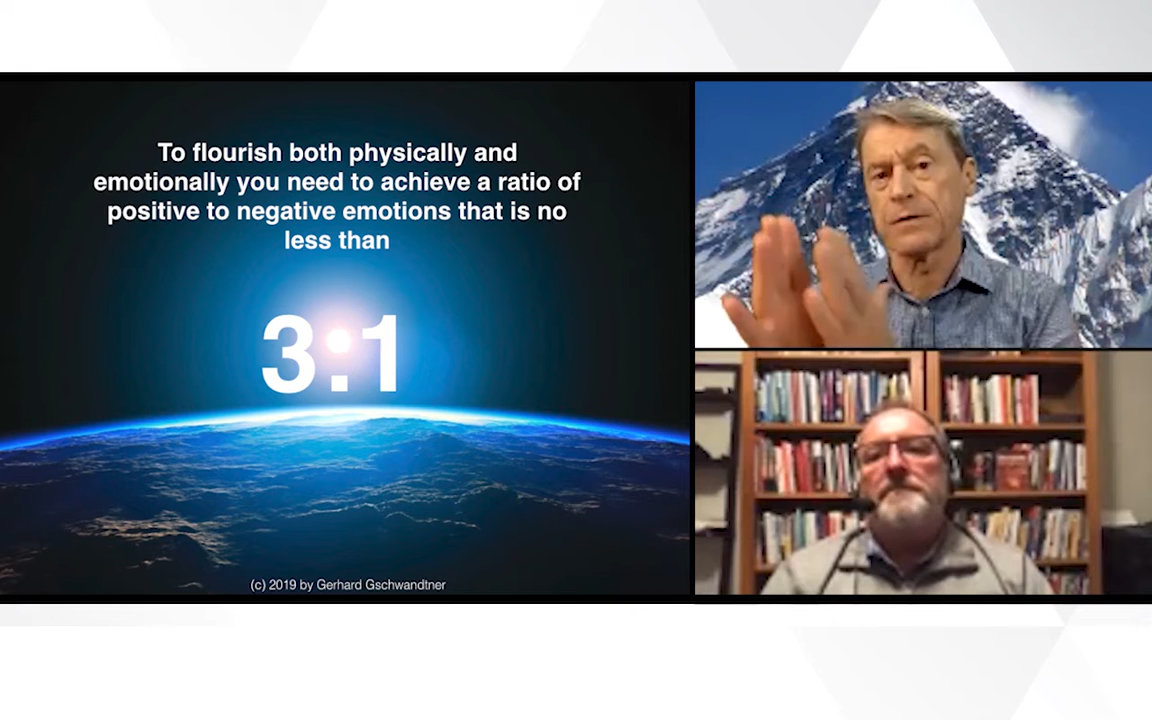 To flourish both physically and
emotionally you need to achieve a ratio of
positive to negative emotions that is no
less than
3:1
(c) 2019 by Gerhard Gschwandtner